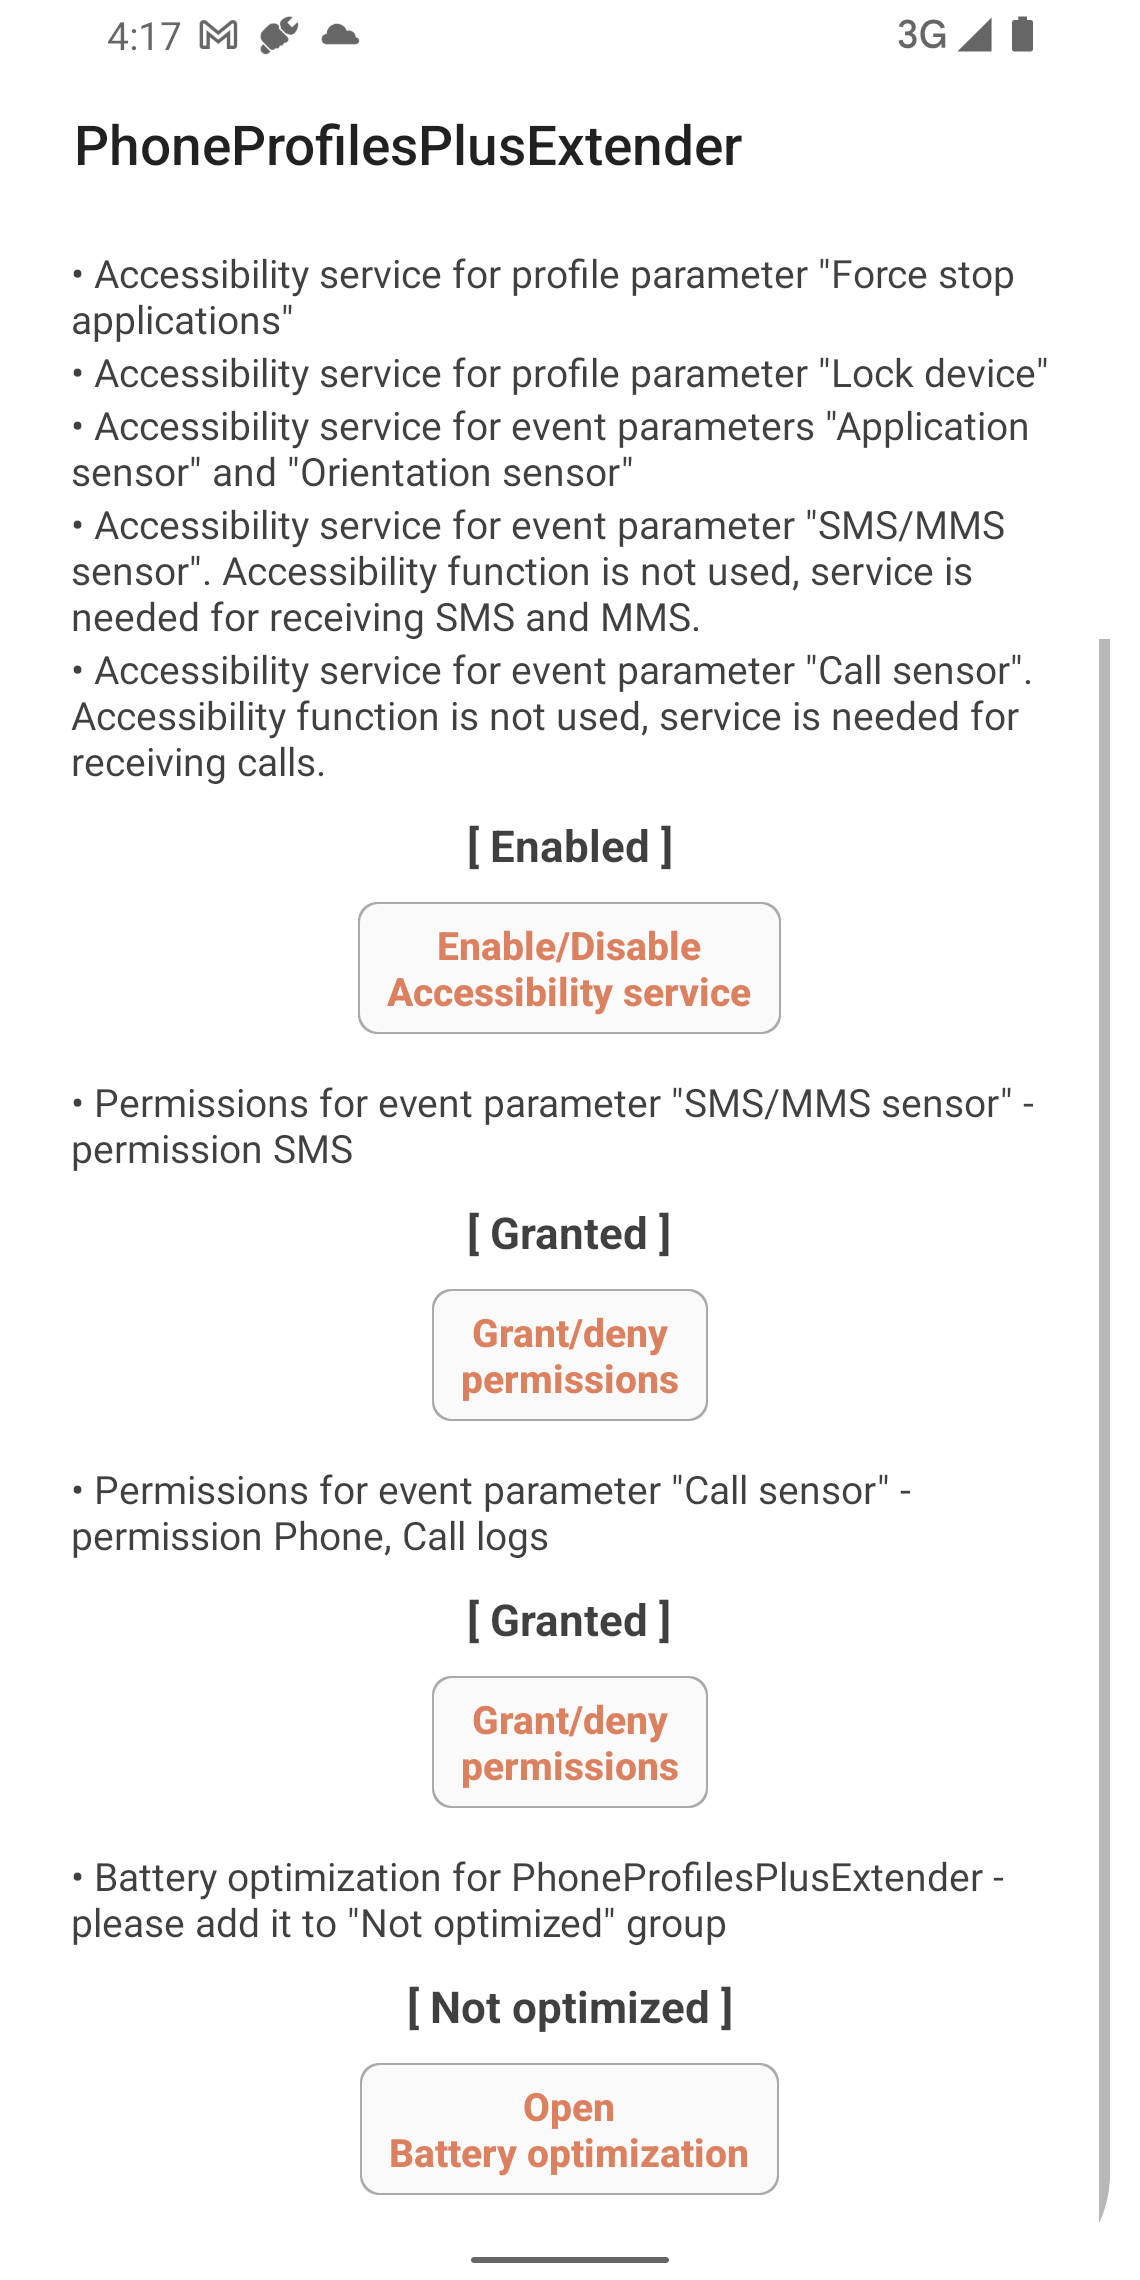 4:17
3G
PhoneProfilesPlusExtender
• Accessibility service for profile parameter "Force stop
applications"
• Accessibility service for profile parameter "Lock device"
• Accessibility service for event parameters "Application
sensor" and "Orientation sensor"
• Accessibility service for event parameter "SMS/MMS
sensor". Accessibility function is not used, service is
needed for receiving SMS and MMS.
• Accessibility service for event parameter "Call sensor".
Accessibility function is not used, service is needed for
receiving calls.
[ Enabled ]
Enable/Disable
Accessibility service
• Permissions for event parameter "SMS/MMS sensor" -
permission SMS
[ Granted ]
Grant/deny
permissions
• Permissions for event parameter "Call sensor" -
permission Phone, Call logs
[ Granted ]
Grant/deny
permissions
• Battery optimization for PhoneProfilesPlusExtender -
please add it to "Not optimized" group
[ Not optimized ]
Open
Battery optimization